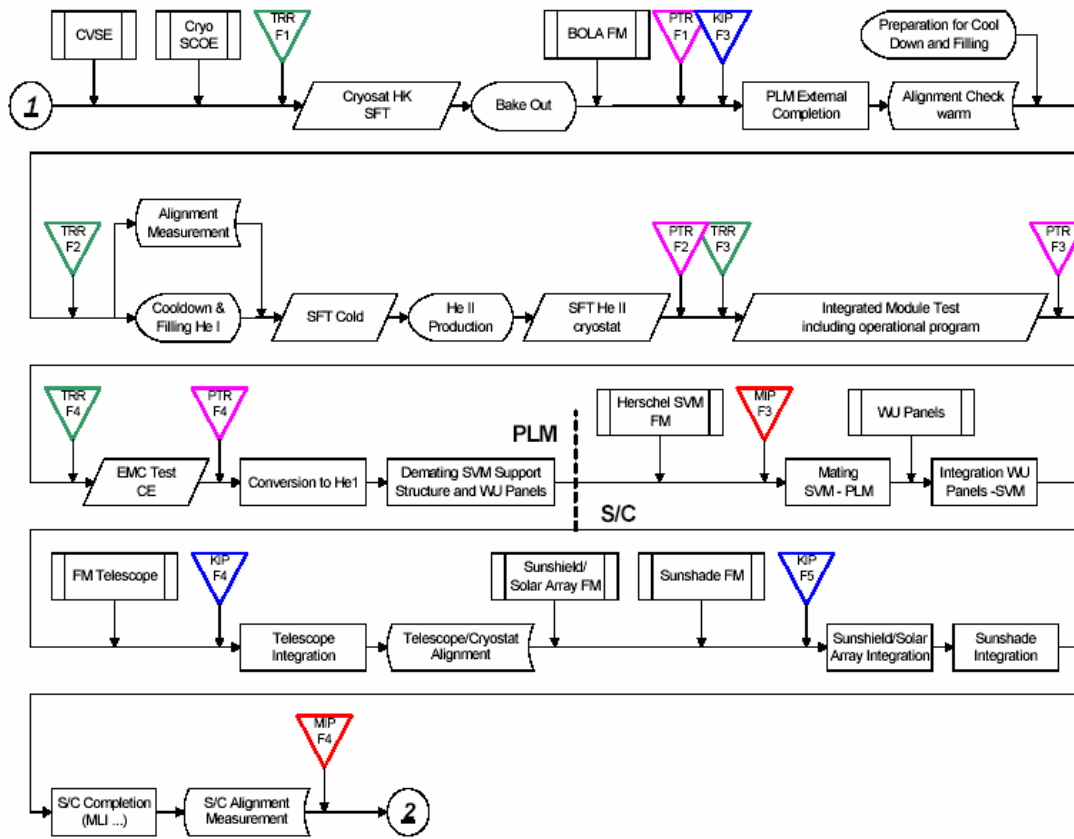 CVSE
Cryo
SCOE
TRR
F1
BOLA FM
PTR
F1
KIP
F3
Preparation for Cool
Down and Filling
1
Cryosat HK
SFT
Bake Out
PLM External
Completion
Alignment Check
warm
TRR
F2
Alignment
Measurement
PTR
F2
TRR
F3
PTR
F3
Cooldown &
Filling He I
SFT Cold
He II
Production
SFT He II
cryostat
Integrated Module Test
including operational program
TRR
F4
PTR
F4
PLM
Herschel SVM
FM
MIP
F3
WU Panels
EMC Test
CE
Conversion to He1
Demating SVM Support
Structure and WU Panels
Mating
SVM - PLM
Integration WU
Panels -SVM
S/C
FM Telescope
KIP
F4
Sunshield/
Solar Array FM
Sunshade FM
KIP
F5
Telescope
Integration
Telescope/Cryostat
Alignment
Sunshield/Solar
Array Integration
Sunshade
Integration
MIP
F4
S/C Completion
(MLI ...)
S/C Alignment
Measurement
2